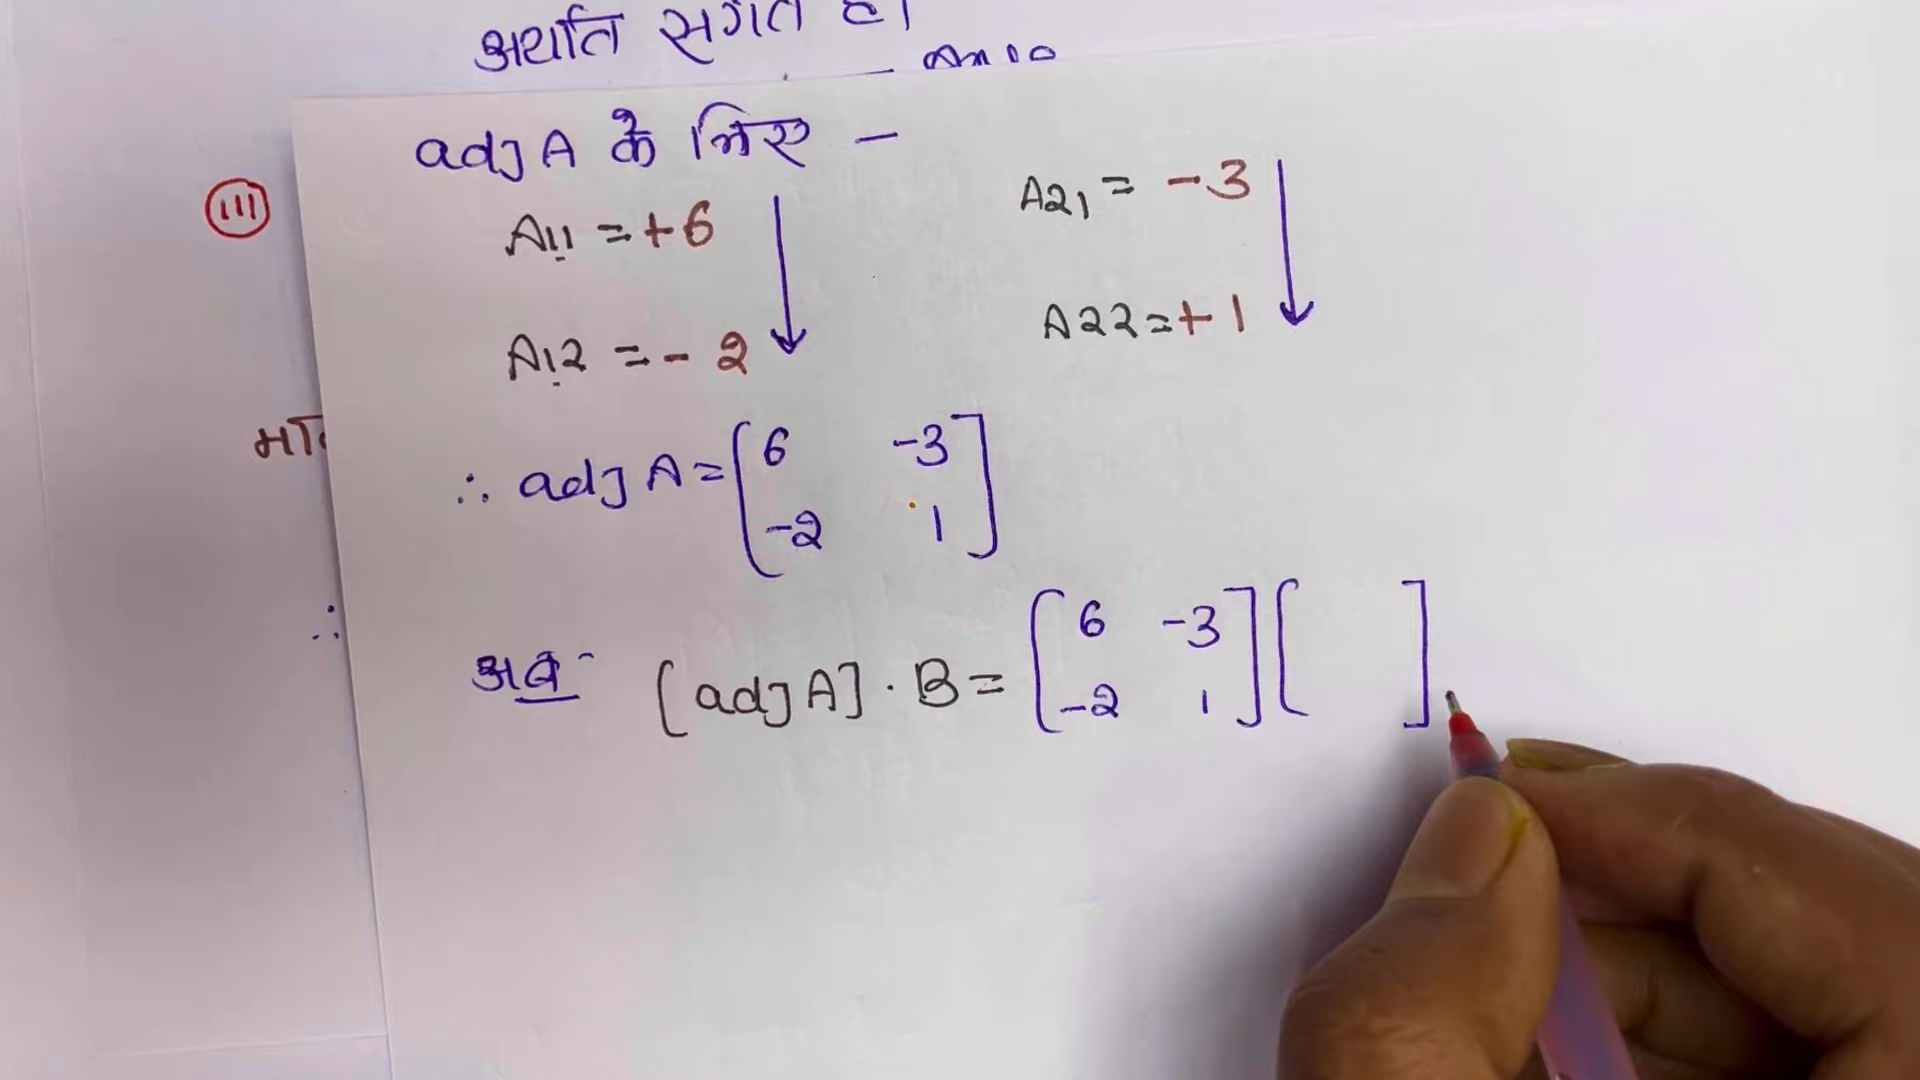 अर्थात संगत है।
adj A के लिए -
(iii)
A11 = +6
A21 = -3
A12 = - 2
A22 = + 1
∴ adj A = [6 -3
-2 1]
∴
अब- [adj A] . B = [6 -3
-2 1] [ ]